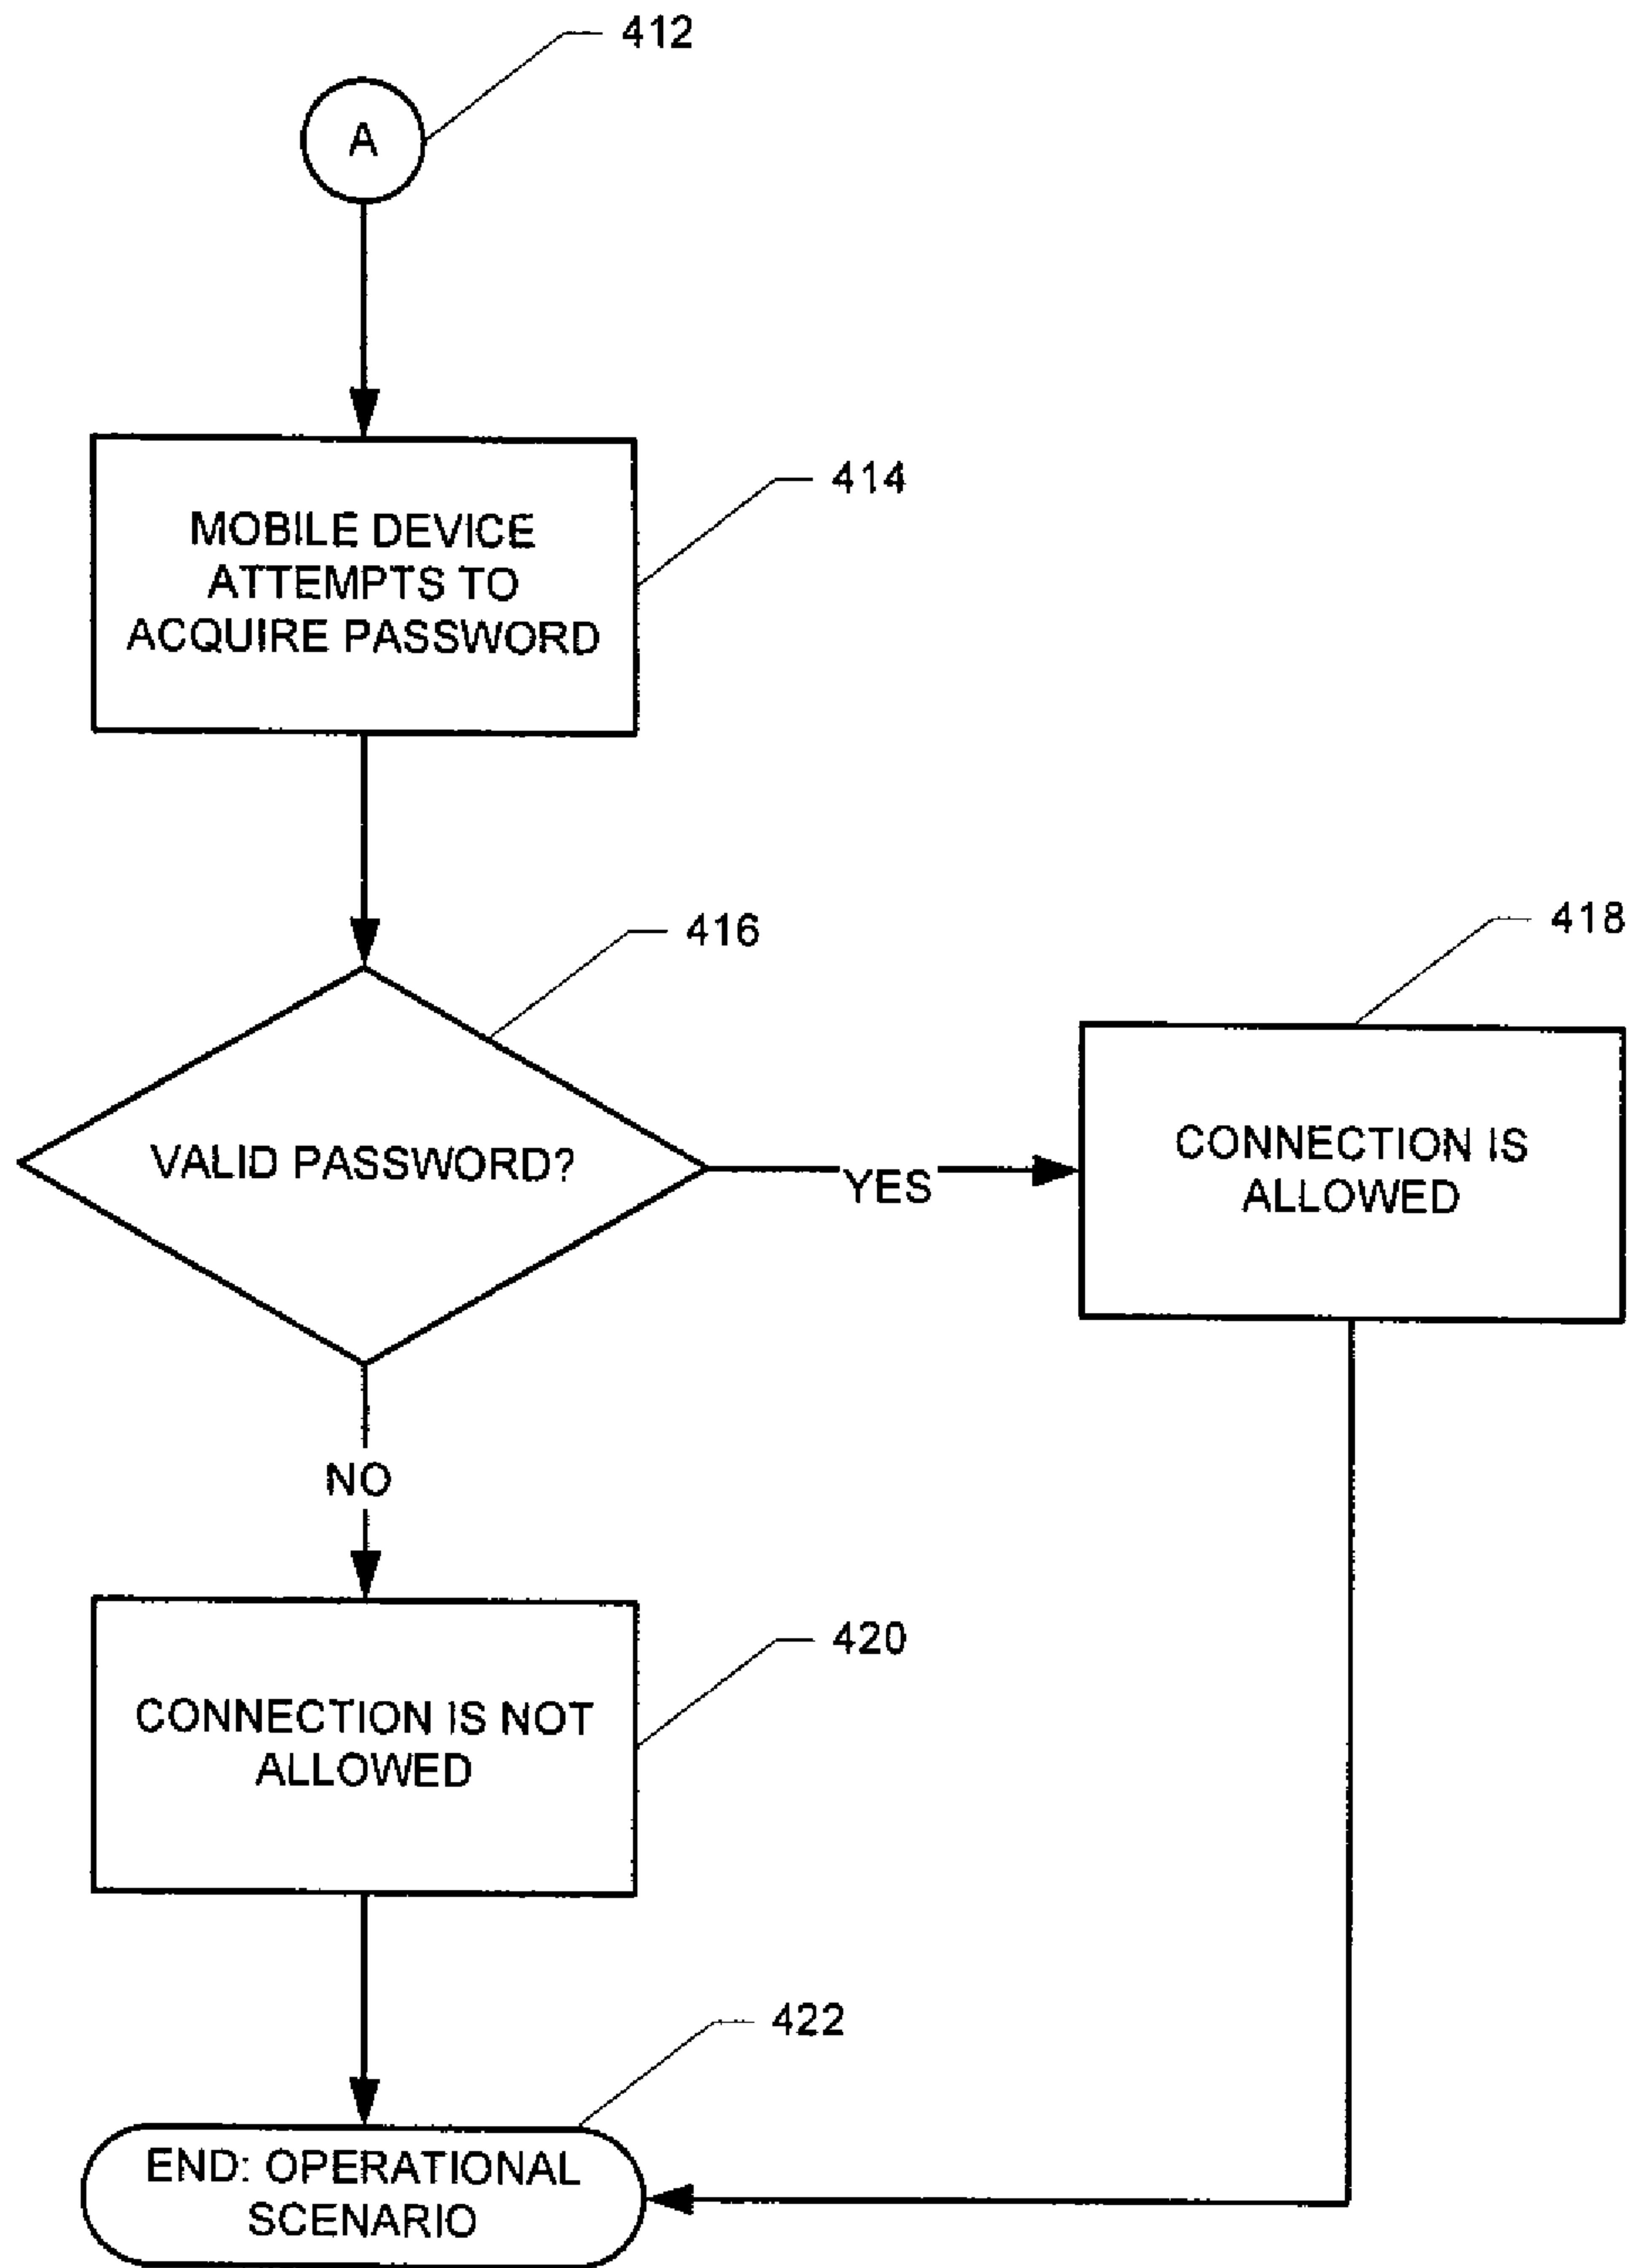 412
A
414
MOBILE DEVICE
ATTEMPTS TO
ACQUIRE PASSWORD
416
418
VALID PASSWORD?
YES
CONNECTION IS
ALLOWED
NO
420
CONNECTION IS NOT
ALLOWED
422
END: OPERATIONAL
SCENARIO